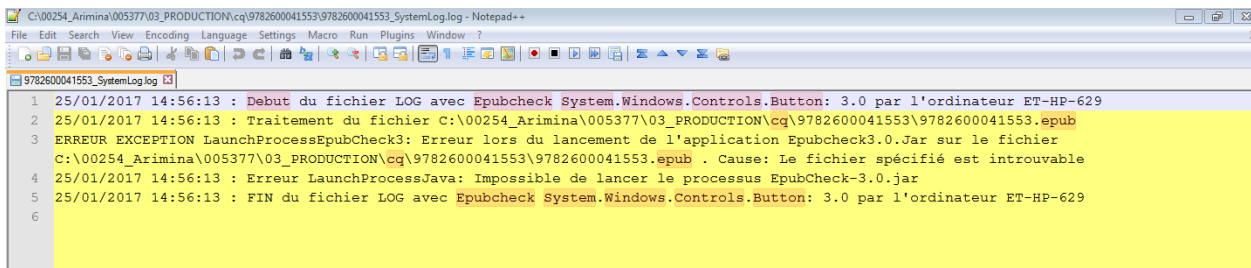 C:\00254_Arimina\005377\03_PRODUCTION\cq\9782600041553\9782600041553_SystemLog.log - Notepad++
File Edit Search View Encoding Language Settings Macro Run Plugins Window ?
9782600041553_SystemLog.log
1 25/01/2017 14:56:13 : Debut du fichier LOG avec Epubcheck System.Windows.Controls.Button: 3.0 par l'ordinateur ET-HP-629
2 25/01/2017 14:56:13 : Traitement du fichier C:\00254_Arimina\005377\03_PRODUCTION\cq\9782600041553\9782600041553.epub
3 ERREUR EXCEPTION LaunchProcessEpubCheck3: Erreur lors du lancement de l'application Epubcheck3.0.Jar sur le fichier
C:\00254_Arimina\005377\03_PRODUCTION\cq\9782600041553\9782600041553.epub . Cause: Le fichier spécifié est introuvable
4 25/01/2017 14:56:13 : Erreur LaunchProcessJava: Impossible de lancer le processus EpubCheck-3.0.jar
5 25/01/2017 14:56:13 : FIN du fichier LOG avec Epubcheck System.Windows.Controls.Button: 3.0 par l'ordinateur ET-HP-629
6